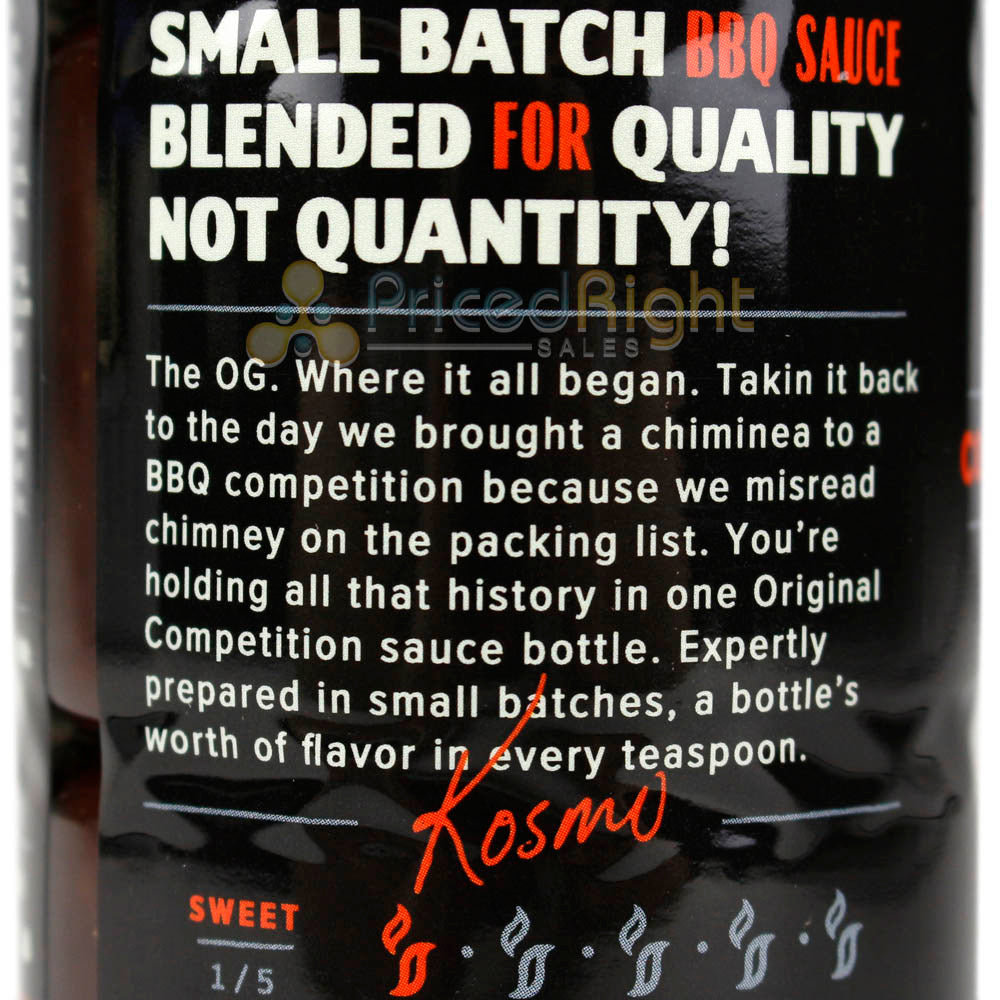 SMALL BATCH BBQ SAUCE
BLENDED FOR QUALITY
NOT QUANTITY!
PricedRight
SALES
The OG. Where it all began. Takin it back
to the day we brought a chiminea to a
BBQ competition because we misread
chimney on the packing list. You're
holding all that history in one Original
Competition sauce bottle. Expertly
prepared in small batches, a bottle's
worth of flavor in every teaspoon.
Kosmo
SWEET
1/5